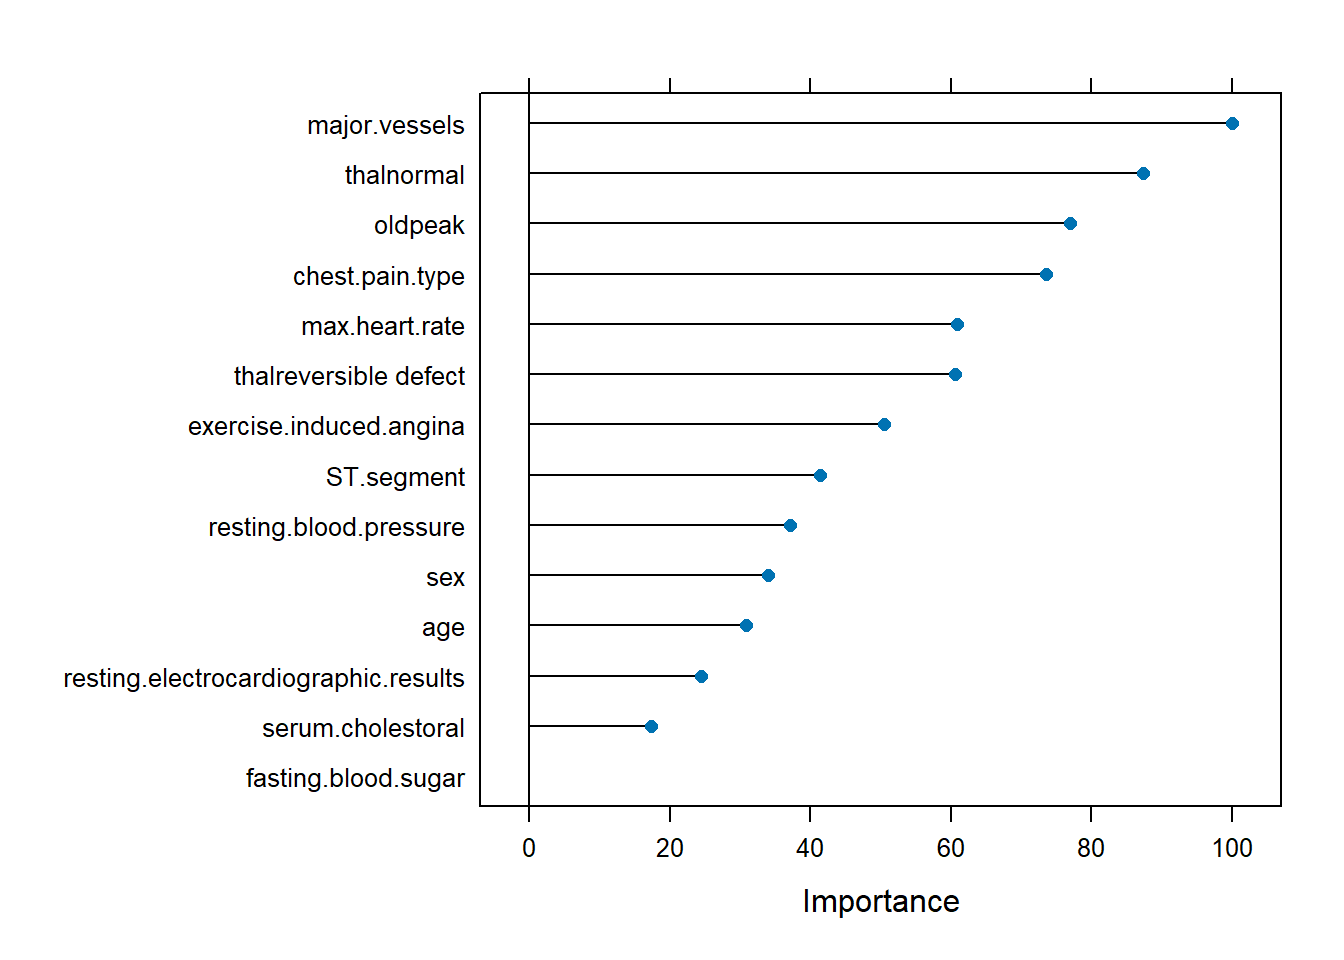 major.vessels
thalnormal
oldpeak
chest.pain.type
max.heart.rate
thalreversible defect
exercise.induced.angina
ST.segment
resting.blood.pressure
sex
age
resting.electrocardiographic.results
serum.cholestoral
fasting.blood.sugar
0 20 40 60 80 100
Importance